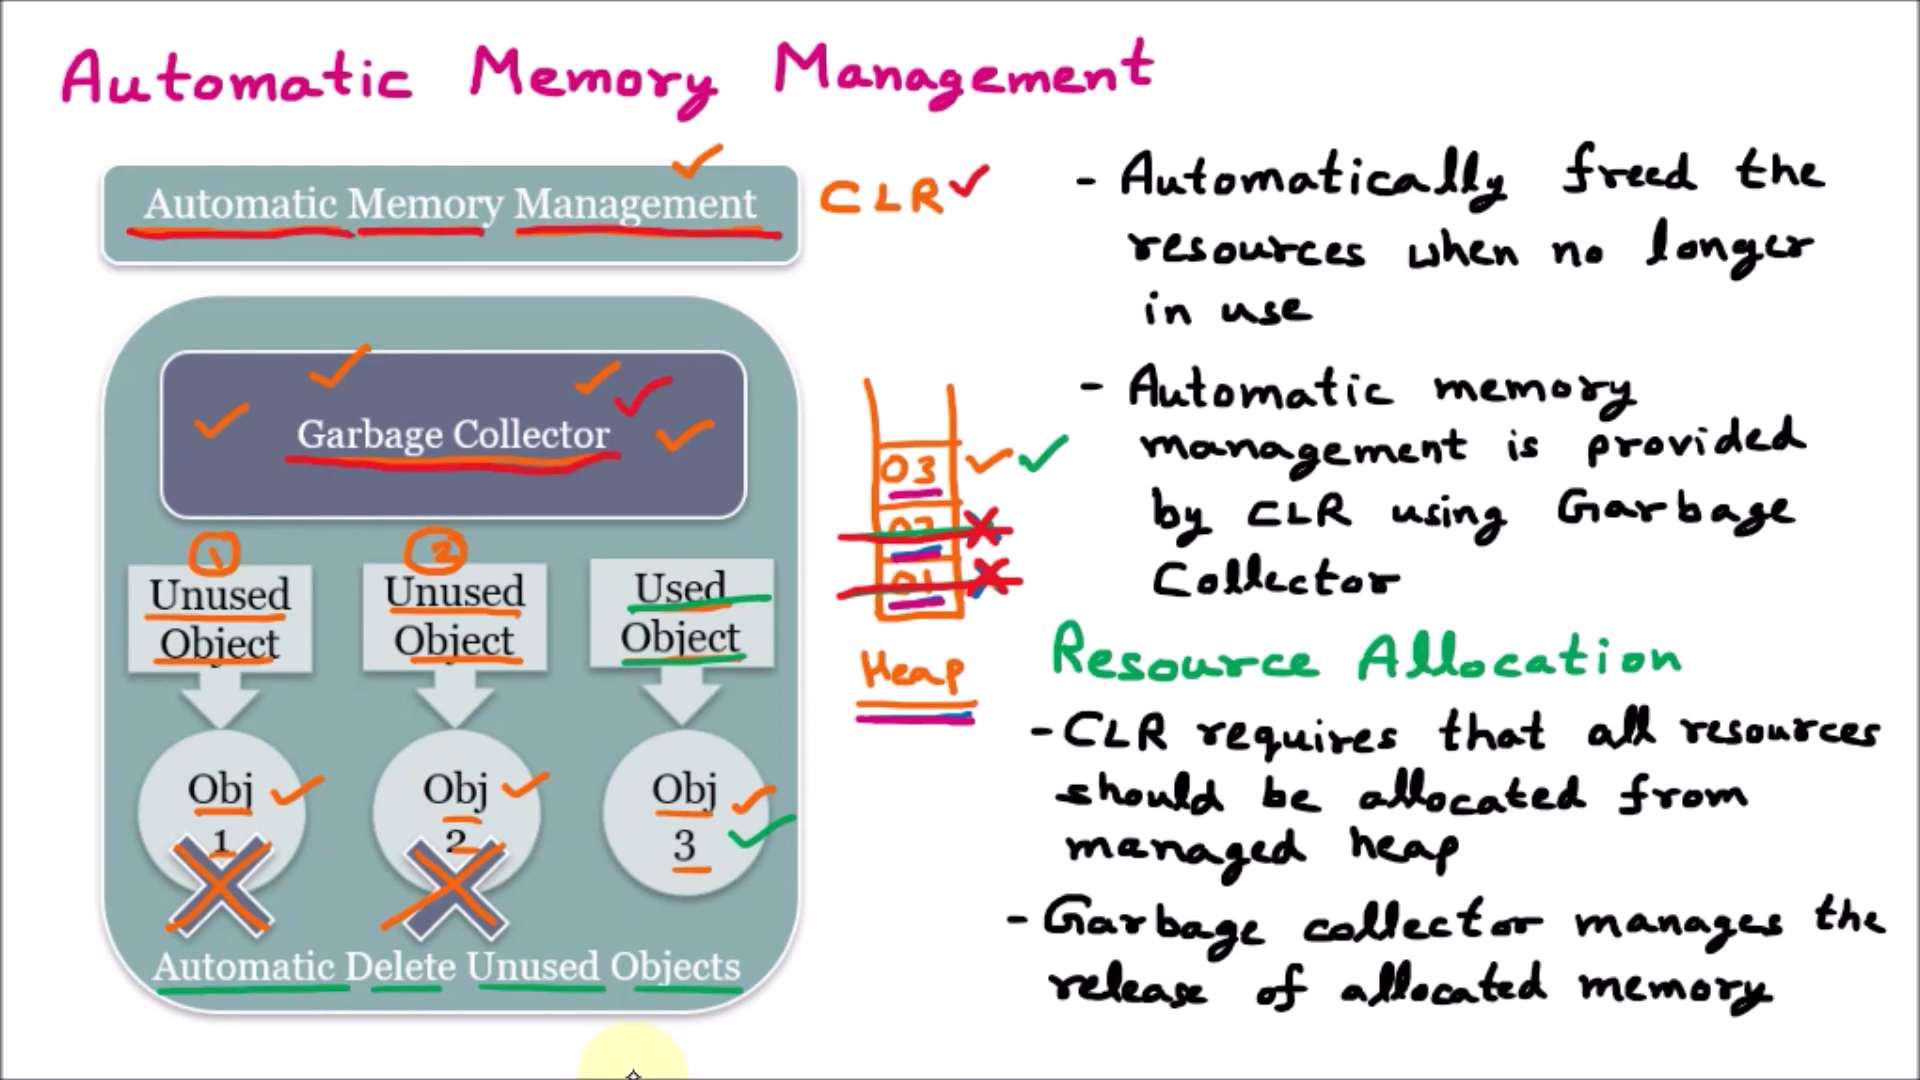 Automatic Memory Management
Automatic Memory Management
CLR
Garbage Collector
1
2
Unused
Object
Unused
Object
Used
Object
Obj
1
Obj
2
Obj
3
Automatic Delete Unused Objects
03
02
01
Heap
- Automatically freed the
resources when no longer
in use
- Automatic memory
management is provided
by CLR using Garbage
Collector
Resource Allocation
- CLR requires that all resources
should be allocated from
managed heap
- Garbage collector manages the
release of allocated memory